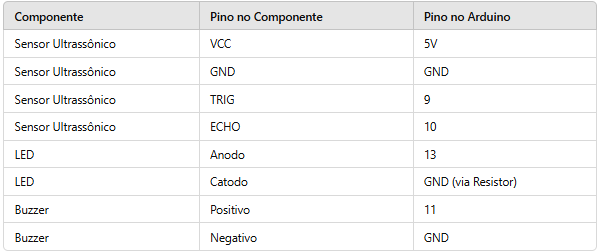 Componente Pino no Componente Pino no Arduino
Sensor Ultrassônico VCC 5V
Sensor Ultrassônico GND GND
Sensor Ultrassônico TRIG 9
Sensor Ultrassônico ECHO 10
LED Anodo 13
LED Catodo GND (via Resistor)
Buzzer Positivo 11
Buzzer Negativo GND